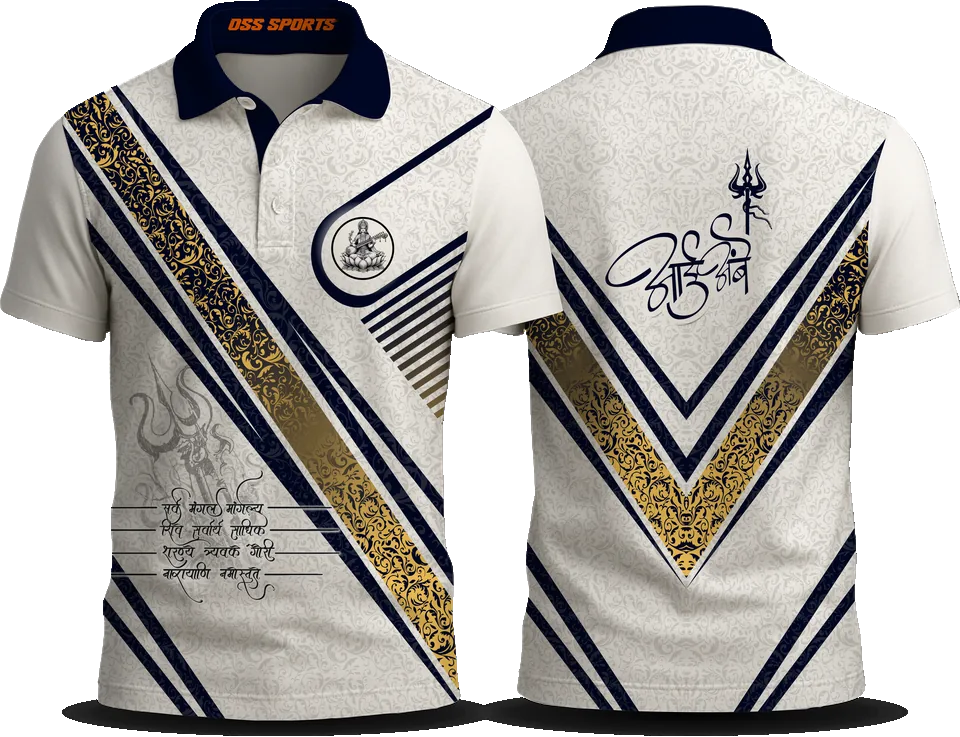 OSS SPORTS
सर्व मंगल मांगल्य
शिवे सर्वार्थ साधिके
शरण्ये त्र्यंबके गौरी
नारायणि नमोस्तुते
आई अंबे